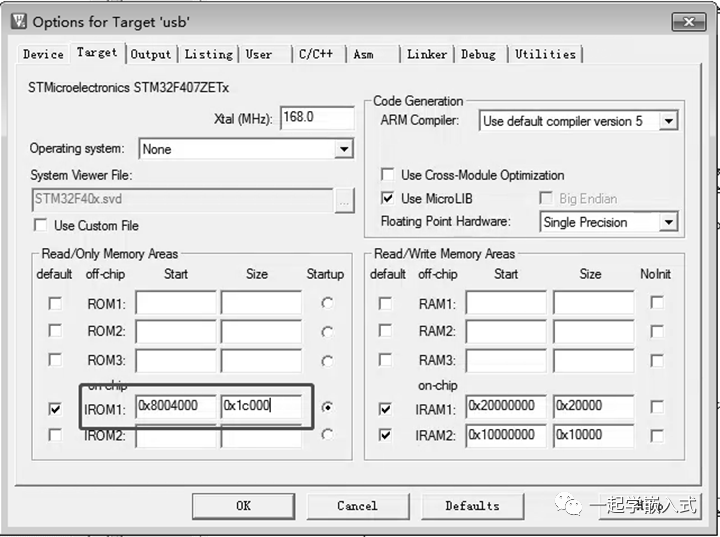 Options for Target 'usb'
Device Target Output Listing User C/C++ Asm Linker Debug Utilities
STMicroelectronics STM32F407ZETx
Xtal (MHz): 168.0
Operating system: None
System Viewer File:
STM32F40x.svd ...
Use Custom File
Code Generation
ARM Compiler: Use default compiler version 5
Use Cross-Module Optimization
Use MicroLIB Big Endian
Floating Point Hardware: Single Precision
Read/Only Memory Areas
default off-chip Start Size Startup
ROM1:
ROM2:
ROM3:
on-chip
IROM1: 0x8004000 0x1c000
IROM2:
Read/Write Memory Areas
default off-chip Start Size NoInit
RAM1:
RAM2:
RAM3:
on-chip
IRAM1: 0x20000000 0x20000
IRAM2: 0x10000000 0x10000
OK Cancel Defaults
一起学嵌入式